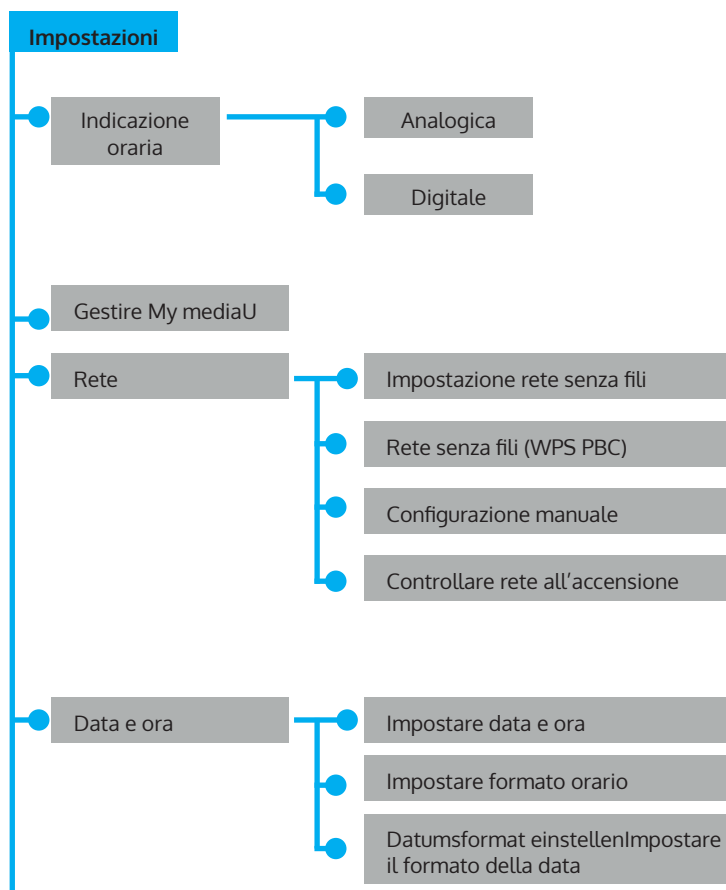 Impostazioni
Indicazione
oraria
Analogica
Digitale
Gestire My mediaU
Rete
Impostazione rete senza fili
Rete senza fili (WPS PBC)
Configurazione manuale
Controllare rete all’accensione
Data e ora
Impostare data e ora
Impostare formato orario
Datumsformat einstellenImpostare
il formato della data